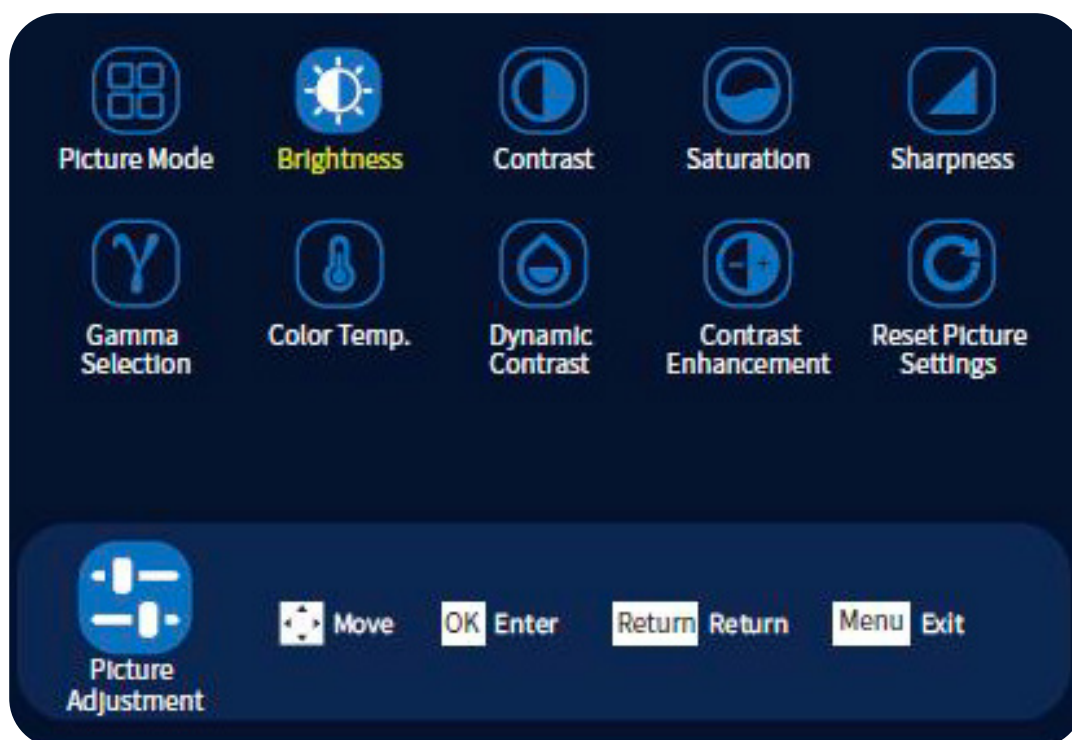 Picture Mode
Brightness
Contrast
Saturation
Sharpness
Gamma
Selection
Color Temp.
Dynamic
Contrast
Contrast
Enhancement
Reset Picture
Settings
Picture
Adjustment
Move
OK Enter
Return Return
Menu Exit